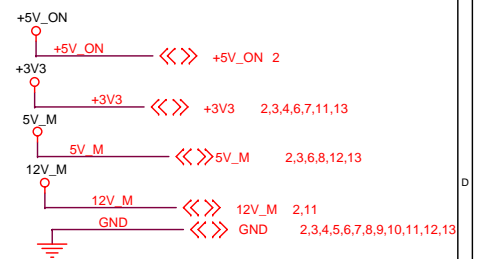 +5V_ON
+5V_ON +5V_ON 2
+3V3
+3V3 +3V3 2,3,4,6,7,11,13
5V_M
5V_M 5V_M 2,3,6,8,12,13
12V_M
12V_M 12V_M 2,11
GND GND 2,3,4,5,6,7,8,9,10,11,12,13
D